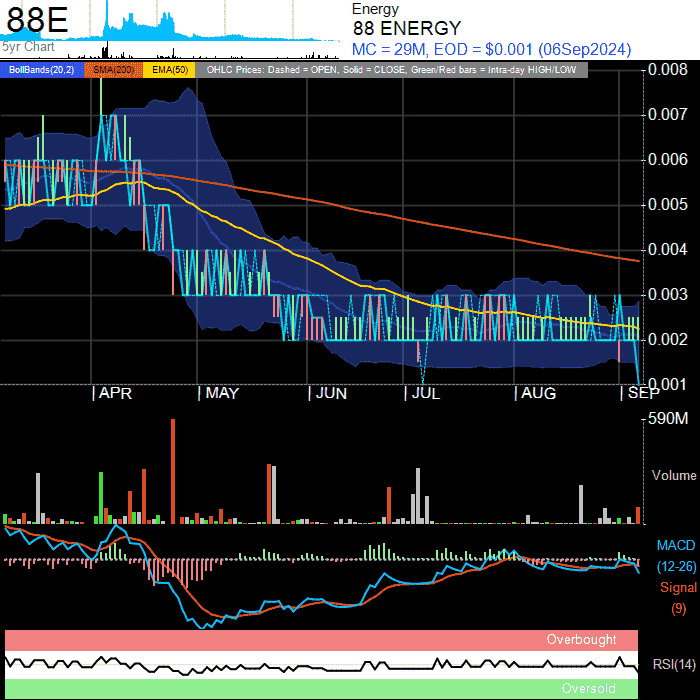 88E
5yr Chart
Energy
88 ENERGY
MC = 29M, EOD = $0.001 (06Sep2024)
BollBands(20,2) SMA(200) EMA(50) OHLC Prices: Dashed = OPEN, Solid = CLOSE, Green/Red bars = Intra-day HIGH/LOW
0.008
0.007
0.006
0.005
0.004
0.003
0.002
0.001
APR MAY JUN JUL AUG SEP
590M
Volume
MACD
(12-26)
Signal
(9)
Overbought
RSI(14)
Oversold